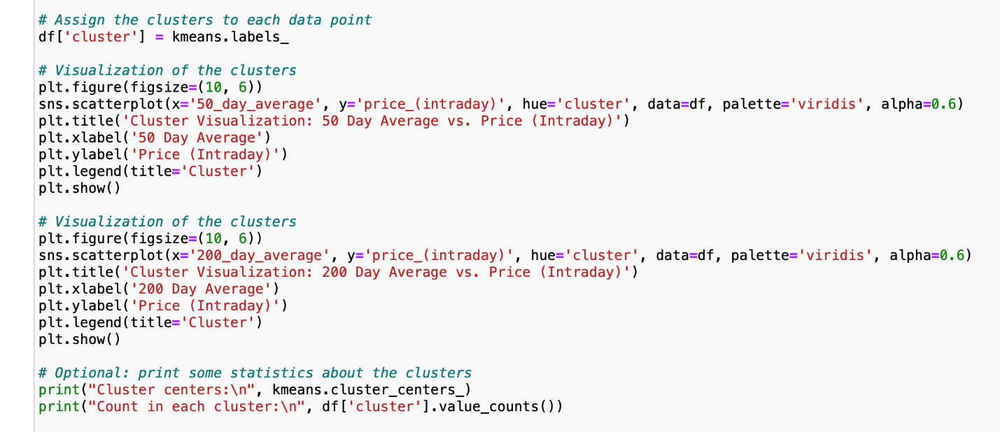 # Assign the clusters to each data point
df['cluster'] = kmeans.labels_
# Visualization of the clusters
plt.figure(figsize=(10, 6))
sns.scatterplot(x='50_day_average', y='price_(intraday)', hue='cluster', data=df, palette='viridis', alpha=0.6)
plt.title('Cluster Visualization: 50 Day Average vs. Price (Intraday)')
plt.xlabel('50 Day Average')
plt.ylabel('Price (Intraday)')
plt.legend(title='Cluster')
plt.show()
# Visualization of the clusters
plt.figure(figsize=(10, 6))
sns.scatterplot(x='200_day_average', y='price_(intraday)', hue='cluster', data=df, palette='viridis', alpha=0.6)
plt.title('Cluster Visualization: 200 Day Average vs. Price (Intraday)')
plt.xlabel('200 Day Average')
plt.ylabel('Price (Intraday)')
plt.legend(title='Cluster')
plt.show()
# Optional: print some statistics about the clusters
print("Cluster centers:\n", kmeans.cluster_centers_)
print("Count in each cluster:\n", df['cluster'].value_counts())